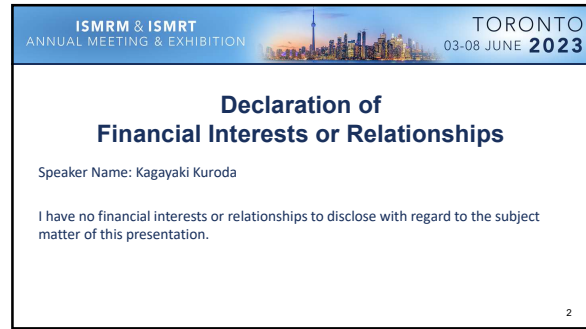 ISMRM & ISMRT
ANNUAL MEETING & EXHIBITION
TORONTO
03-08 JUNE 2023
Declaration of
Financial Interests or Relationships
Speaker Name: Kagayaki Kuroda
I have no financial interests or relationships to disclose with regard to the subject
matter of this presentation.
2